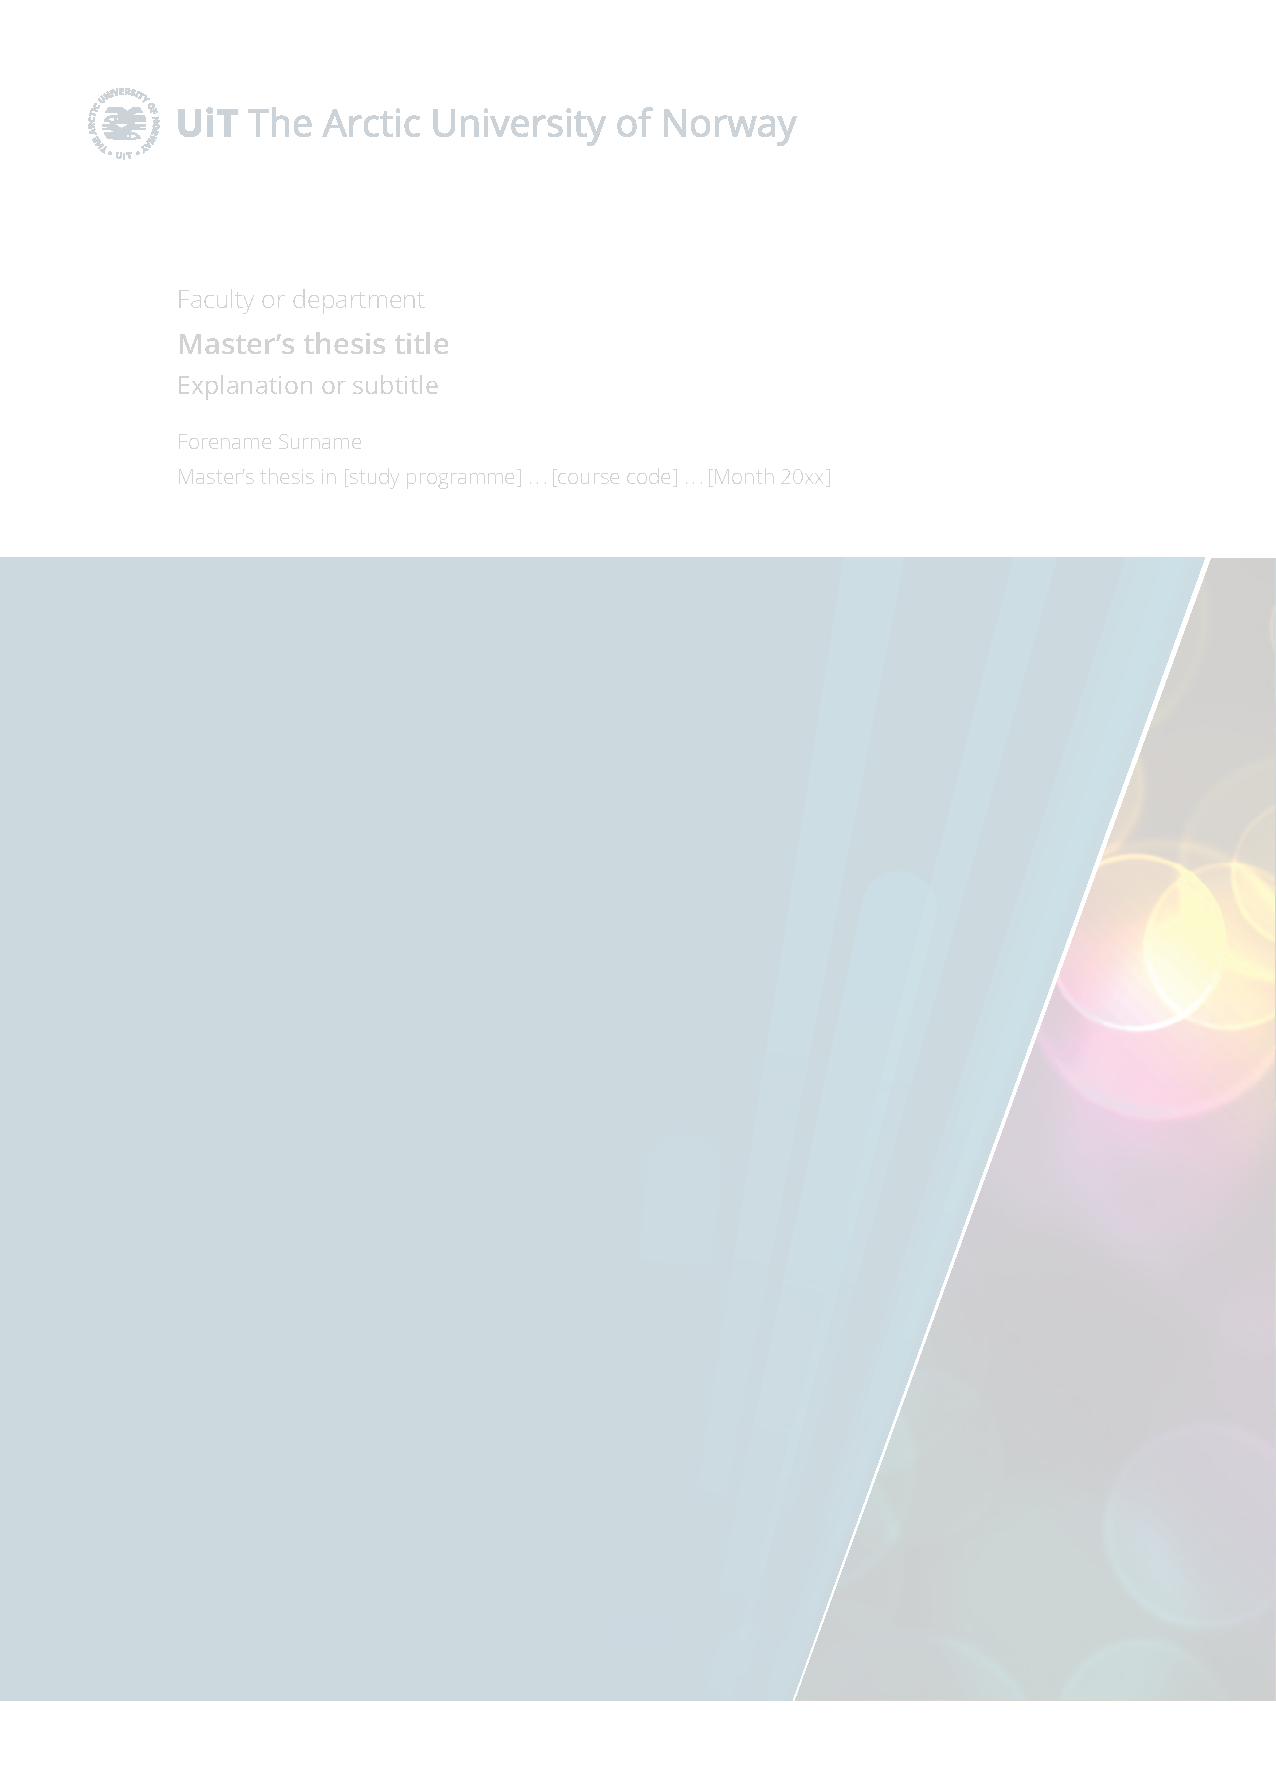 THE ARCTIC UNIVERSITY OF NORWAY • UiT •
UiT The Arctic University of Norway
Faculty or department
Master’s thesis title
Explanation or subtitle
Forename Surname
Master’s thesis in [study programme] … [course code] … [Month 20xx]